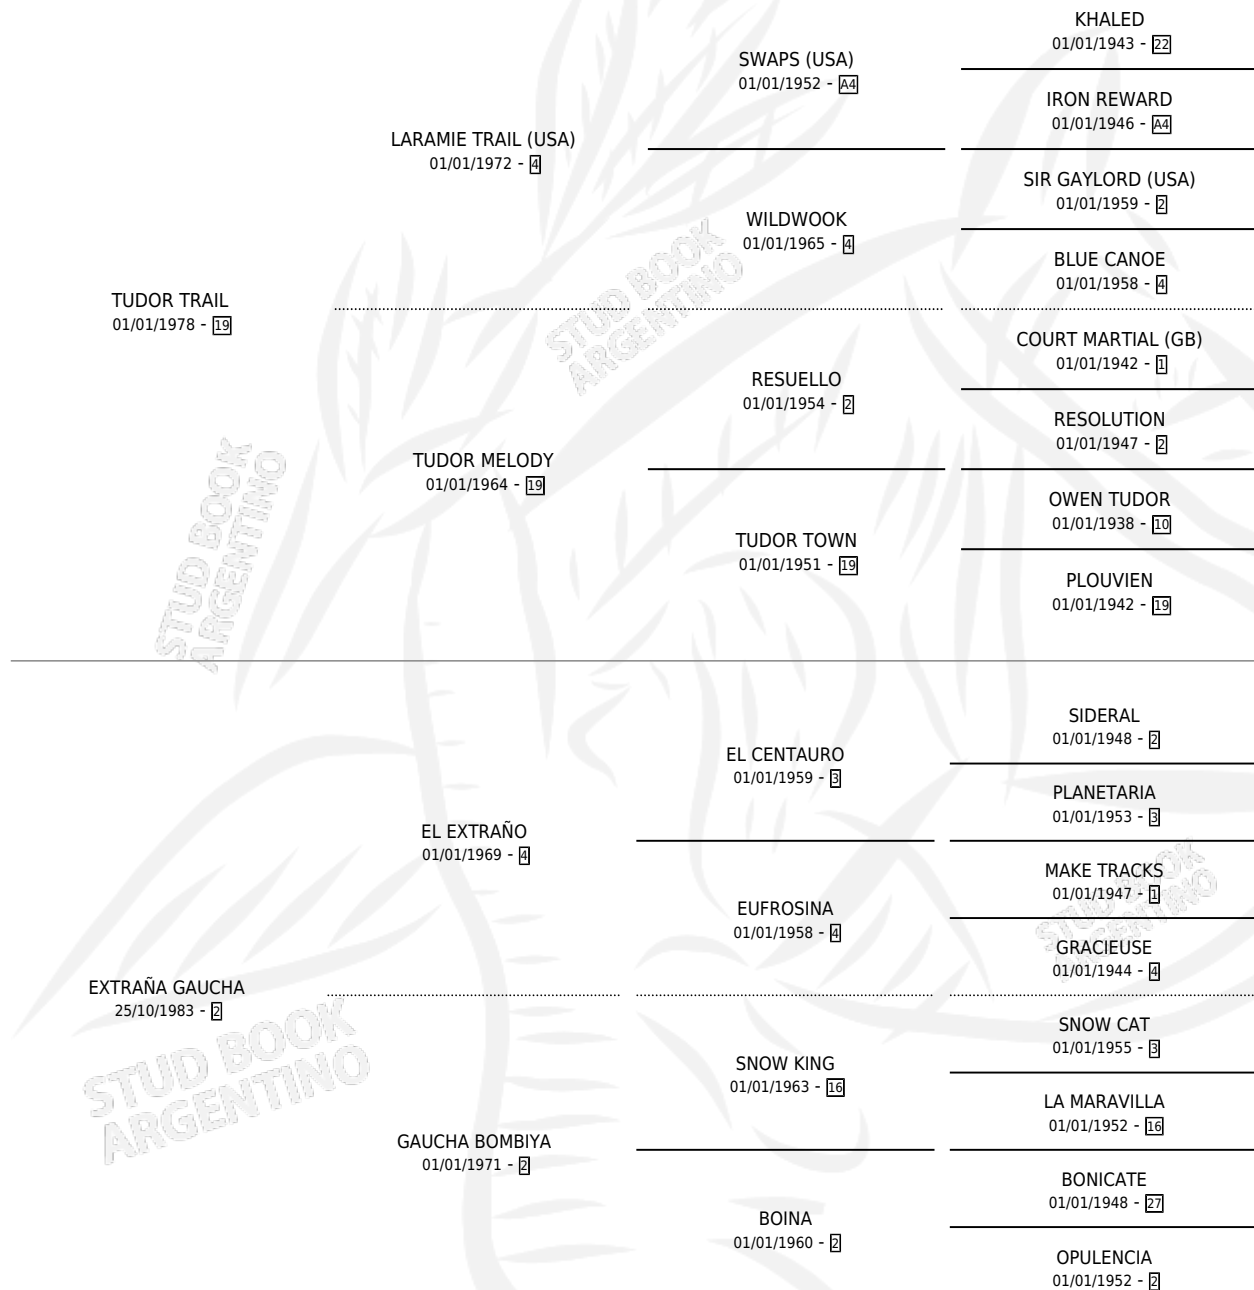 KHALED
01/01/1943 - 22
SWAPS (USA)
01/01/1952 - A4
IRON REWARD
01/01/1946 - A4
LARAMIE TRAIL (USA)
01/01/1972 - 4
SIR GAYLORD (USA)
01/01/1959 - 2
WILDWOOK
01/01/1965 - 4
BLUE CANOE
01/01/1958 - 4
TUDOR TRAIL
01/01/1978 - 19
COURT MARTIAL (GB)
01/01/1942 - 1
RESUELLO
01/01/1954 - 2
RESOLUTION
01/01/1947 - 2
TUDOR MELODY
01/01/1964 - 19
OWEN TUDOR
01/01/1938 - 10
TUDOR TOWN
01/01/1951 - 19
PLOUVIEN
01/01/1942 - 19
SIDERAL
01/01/1948 - 2
EL CENTAURO
01/01/1959 - 3
PLANETARIA
01/01/1953 - 3
EL EXTRAÑO
01/01/1969 - 4
MAKE TRACKS
01/01/1947 - 1
EUFROSINA
01/01/1958 - 4
GRACIEUSE
01/01/1944 - 4
EXTRAÑA GAUCHA
25/10/1983 - 2
SNOW CAT
01/01/1955 - 3
SNOW KING
01/01/1963 - 16
LA MARAVILLA
01/01/1952 - 16
GAUCHA BOMBIYA
01/01/1971 - 2
BONICATE
01/01/1948 - 27
BOINA
01/01/1960 - 2
OPULENCIA
01/01/1952 - 2
STUD BOOK
ARGENTINO
STUD BOOK
ARGENTINO
STUD BOOK
ARGENTINO
STUD BOOK
ARGENTINO